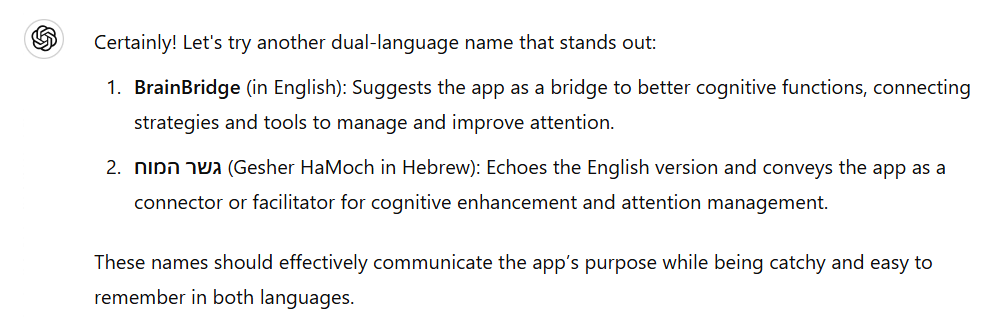 Certainly! Let's try another dual-language name that stands out:
1. BrainBridge (in English): Suggests the app as a bridge to better cognitive functions, connecting
strategies and tools to manage and improve attention.
2. גשר המוח (Gesher HaMoch in Hebrew): Echoes the English version and conveys the app as a
connector or facilitator for cognitive enhancement and attention management.
These names should effectively communicate the app’s purpose while being catchy and easy to
remember in both languages.